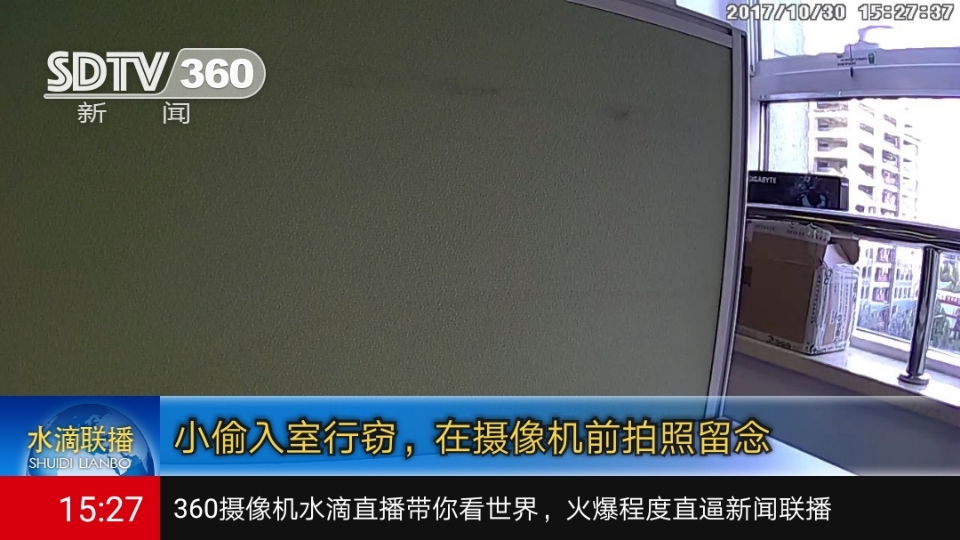 2017/10/30 15:27:37
SDTV 360
新 闻
GIGABYTE
水滴联播
SHUIDI LIANBO
小偷入室行窃，在摄像机前拍照留念
15:27
360摄像机水滴直播带你看世界，火爆程度直逼新闻联播